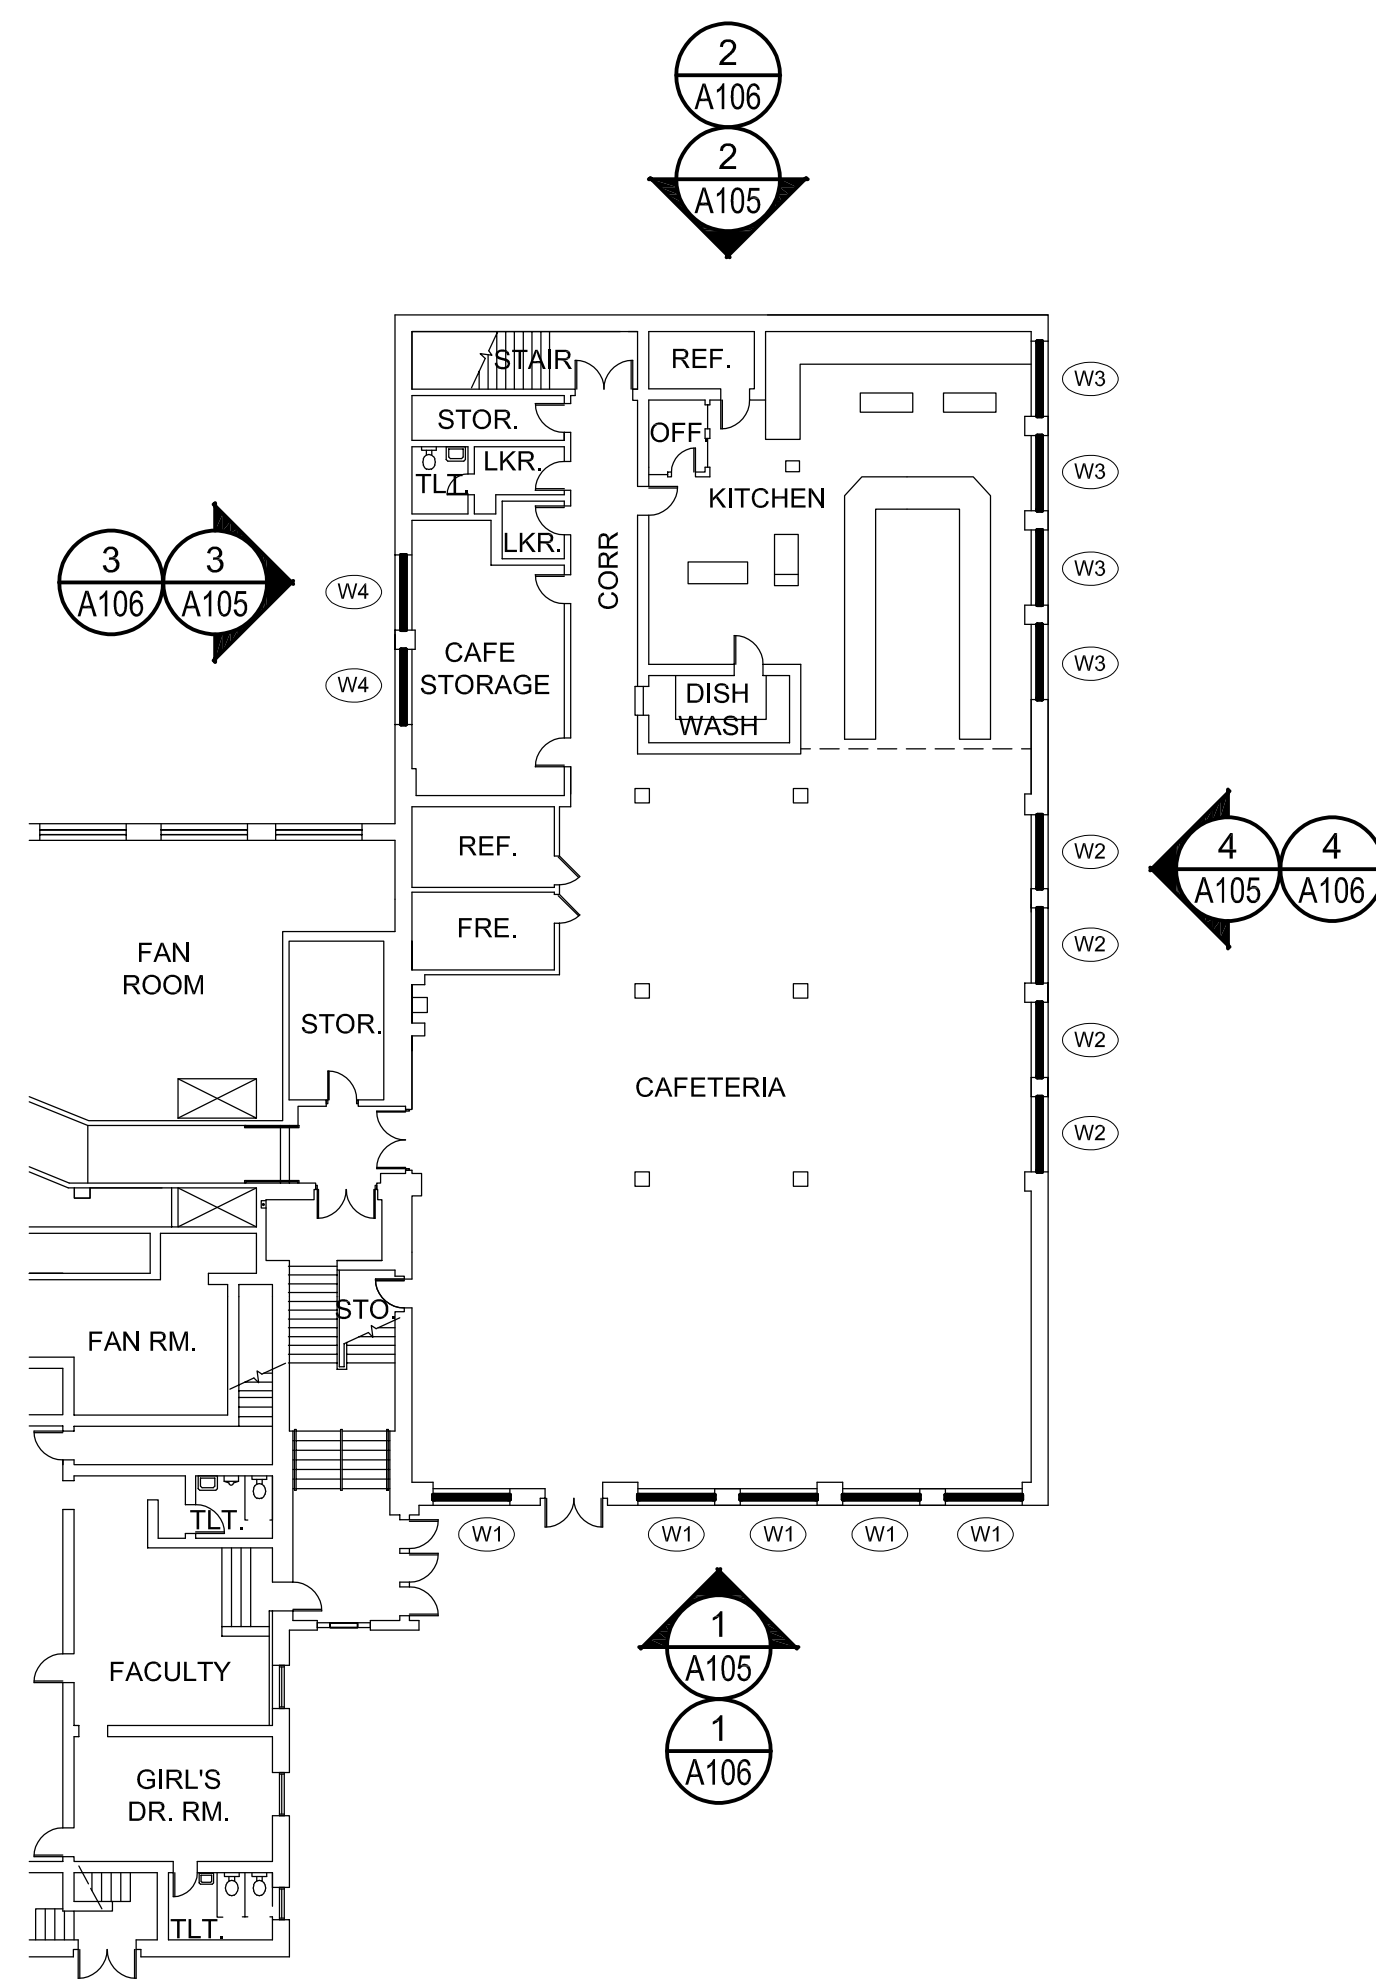 2
A106
2
A105
STAIR
REF.
W3
STOR.
OFF.
LKR.
TLT.
W3
KITCHEN
LKR.
CORR
W3
3
A106
3
A105
W4
CAFE
STORAGE
W4
W3
DISH
WASH
REF.
W2
4
A105
4
A106
FRE.
W2
FAN
ROOM
STOR.
W2
CAFETERIA
W2
STO.
FAN RM.
TLT.
W1
W1
W1
W1
W1
1
A105
FACULTY
1
A106
GIRL'S
DR. RM.
TLT.